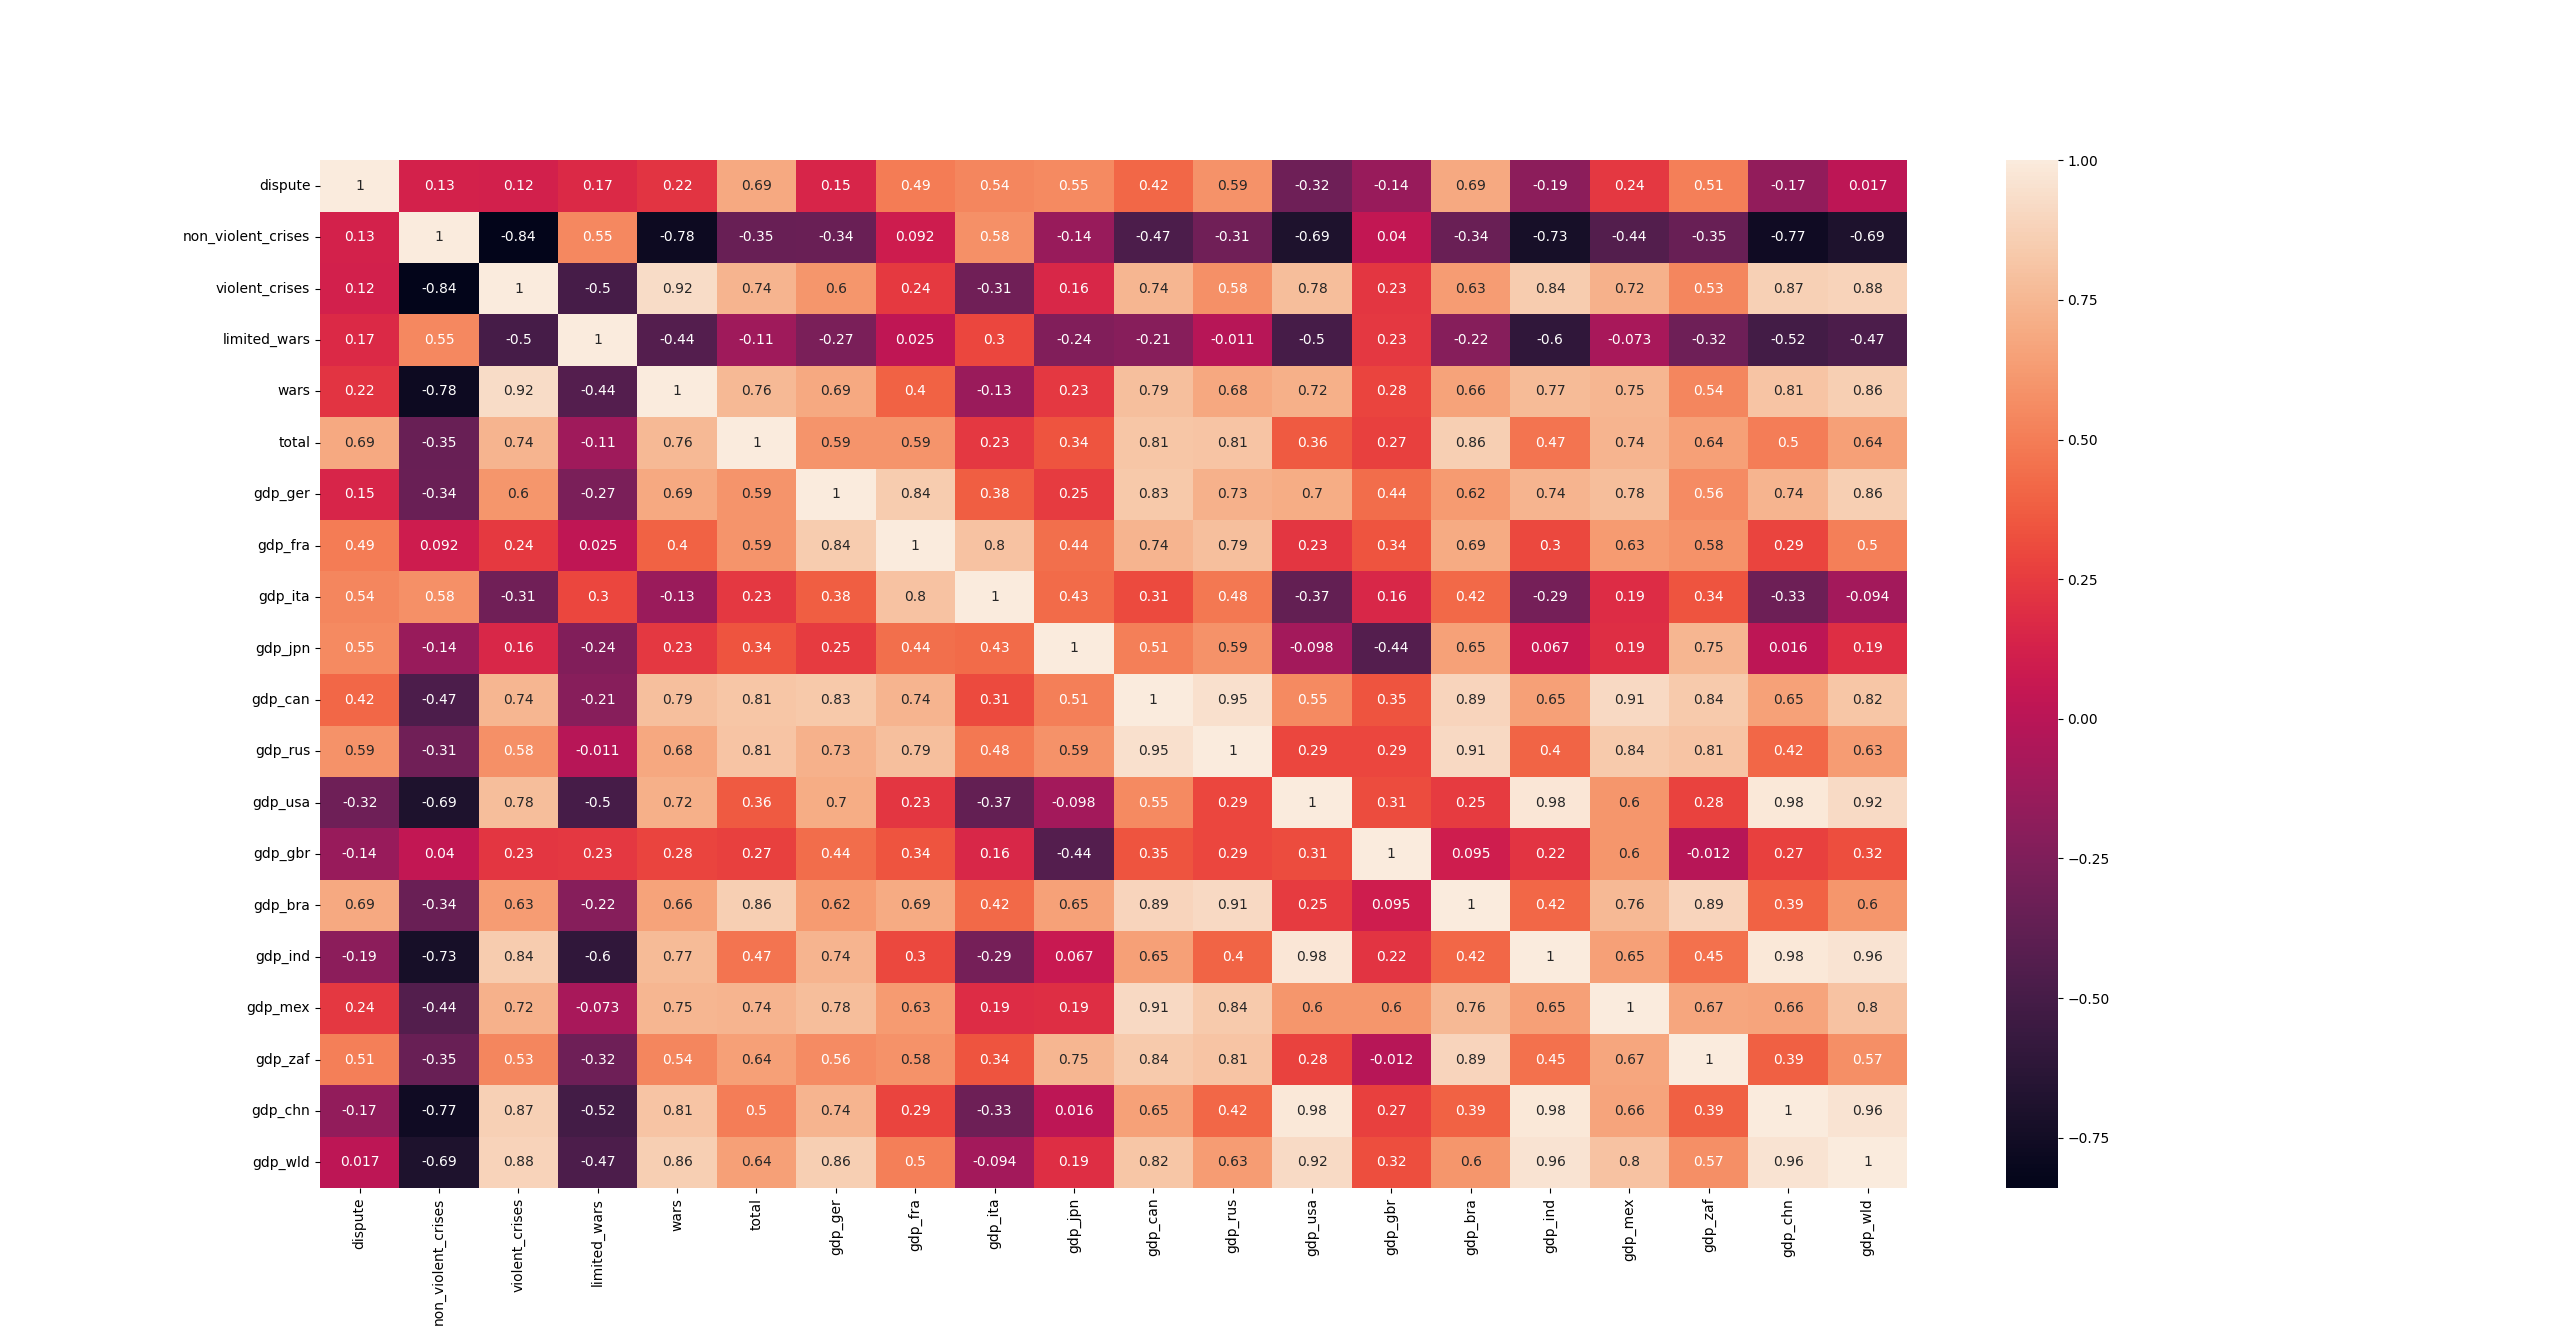 dispute 1 0.13 0.12 0.17 0.22 0.69 0.15 0.49 0.54 0.55 0.42 0.59 -0.32 -0.14 0.69 -0.19 0.24 0.51 -0.17 0.017
non_violent_crises 0.13 1 -0.84 0.55 -0.78 -0.35 -0.34 0.092 0.58 -0.14 -0.47 -0.31 -0.69 0.04 -0.34 -0.73 -0.44 -0.35 -0.77 -0.69
violent_crises 0.12 -0.84 1 -0.5 0.92 0.74 0.6 0.24 -0.31 0.16 0.74 0.58 0.78 0.23 0.63 0.84 0.72 0.53 0.87 0.88
limited_wars 0.17 0.55 -0.5 1 -0.44 -0.11 -0.27 0.025 0.3 -0.24 -0.21 -0.011 -0.5 0.23 -0.22 -0.6 -0.073 -0.32 -0.52 -0.47
wars 0.22 -0.78 0.92 -0.44 1 0.76 0.69 0.4 -0.13 0.23 0.79 0.68 0.72 0.28 0.66 0.77 0.75 0.54 0.81 0.86
total 0.69 -0.35 0.74 -0.11 0.76 1 0.59 0.59 0.23 0.34 0.81 0.81 0.36 0.27 0.86 0.47 0.74 0.64 0.5 0.64
gdp_ger 0.15 -0.34 0.6 -0.27 0.69 0.59 1 0.84 0.38 0.25 0.83 0.73 0.7 0.44 0.62 0.74 0.78 0.56 0.74 0.86
gdp_fra 0.49 0.092 0.24 0.025 0.4 0.59 0.84 1 0.8 0.44 0.74 0.79 0.23 0.34 0.69 0.3 0.63 0.58 0.29 0.5
gdp_ita 0.54 0.58 -0.31 0.3 -0.13 0.23 0.38 0.8 1 0.43 0.31 0.48 -0.37 0.16 0.42 -0.29 0.19 0.34 -0.33 -0.094
gdp_jpn 0.55 -0.14 0.16 -0.24 0.23 0.34 0.25 0.44 0.43 1 0.51 0.59 -0.098 -0.44 0.65 0.067 0.19 0.75 0.016 0.19
gdp_can 0.42 -0.47 0.74 -0.21 0.79 0.81 0.83 0.74 0.31 0.51 1 0.95 0.55 0.35 0.89 0.65 0.91 0.84 0.65 0.82
gdp_rus 0.59 -0.31 0.58 -0.011 0.68 0.81 0.73 0.79 0.48 0.59 0.95 1 0.29 0.29 0.91 0.4 0.84 0.81 0.42 0.63
gdp_usa -0.32 -0.69 0.78 -0.5 0.72 0.36 0.7 0.23 -0.37 -0.098 0.55 0.29 1 0.31 0.25 0.98 0.6 0.28 0.98 0.92
gdp_gbr -0.14 0.04 0.23 0.23 0.28 0.27 0.44 0.34 0.16 -0.44 0.35 0.29 0.31 1 0.095 0.22 0.6 -0.012 0.27 0.32
gdp_bra 0.69 -0.34 0.63 -0.22 0.66 0.86 0.62 0.69 0.42 0.65 0.89 0.91 0.25 0.095 1 0.42 0.76 0.89 0.39 0.6
gdp_ind -0.19 -0.73 0.84 -0.6 0.77 0.47 0.74 0.3 -0.29 0.067 0.65 0.4 0.98 0.22 0.42 1 0.65 0.45 0.98 0.96
gdp_mex 0.24 -0.44 0.72 -0.073 0.75 0.74 0.78 0.63 0.19 0.19 0.91 0.84 0.6 0.6 0.76 0.65 1 0.67 0.66 0.8
gdp_zaf 0.51 -0.35 0.53 -0.32 0.54 0.64 0.56 0.58 0.34 0.75 0.84 0.81 0.28 -0.012 0.89 0.45 0.67 1 0.39 0.57
gdp_chn -0.17 -0.77 0.87 -0.52 0.81 0.5 0.74 0.29 -0.33 0.016 0.65 0.42 0.98 0.27 0.39 0.98 0.66 0.39 1 0.96
gdp_wld 0.017 -0.69 0.88 -0.47 0.86 0.64 0.86 0.5 -0.094 0.19 0.82 0.63 0.92 0.32 0.6 0.96 0.8 0.57 0.96 1
dispute non_violent_crises violent_crises limited_wars wars total gdp_ger gdp_fra gdp_ita gdp_jpn gdp_can gdp_rus gdp_usa gdp_gbr gdp_bra gdp_ind gdp_mex gdp_zaf gdp_chn gdp_wld
1.00
0.75
0.50
0.25
0.00
−0.25
−0.50
−0.75